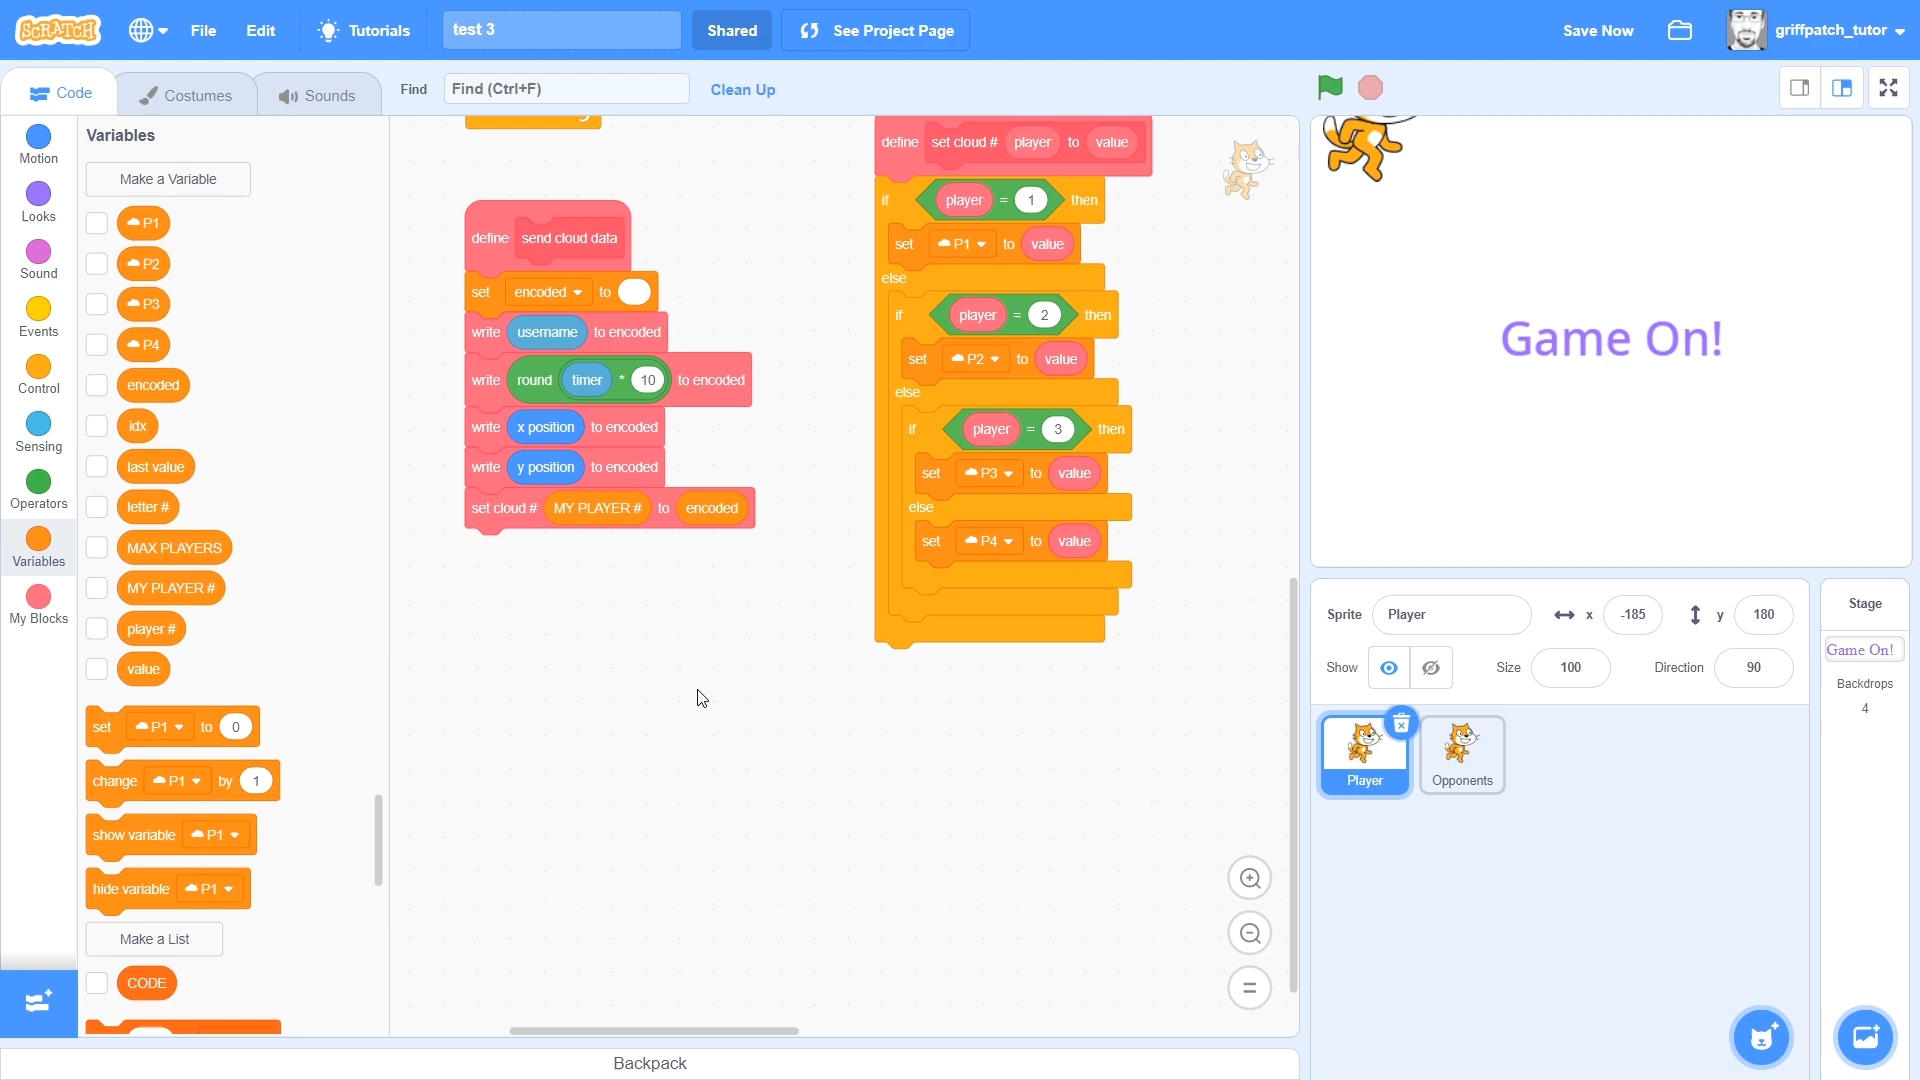 SCRATCH File Edit Tutorials test 3 Shared See Project Page Save Now griffpatch_tutor
Code Costumes Sounds Find Find (Ctrl+F) Clean Up
Motion
Looks
Sound
Events
Control
Sensing
Operators
Variables
My Blocks
Variables
Make a Variable
P1
P2
P3
P4
encoded
idx
last value
letter #
MAX PLAYERS
MY PLAYER #
player #
value
set P1 to 0
change P1 by 1
show variable P1
hide variable P1
Make a List
CODE
define send cloud data
set encoded to
write username to encoded
write round timer * 10 to encoded
write x position to encoded
write y position to encoded
set cloud # MY PLAYER # to encoded
define set cloud # player to value
if player = 1 then
set P1 to value
else
if player = 2 then
set P2 to value
else
if player = 3 then
set P3 to value
else
set P4 to value
Backpack
Game On!
Sprite Player x -185 y 180
Show Size 100 Direction 90
Player
Opponents
Stage
Game On!
Backdrops
4